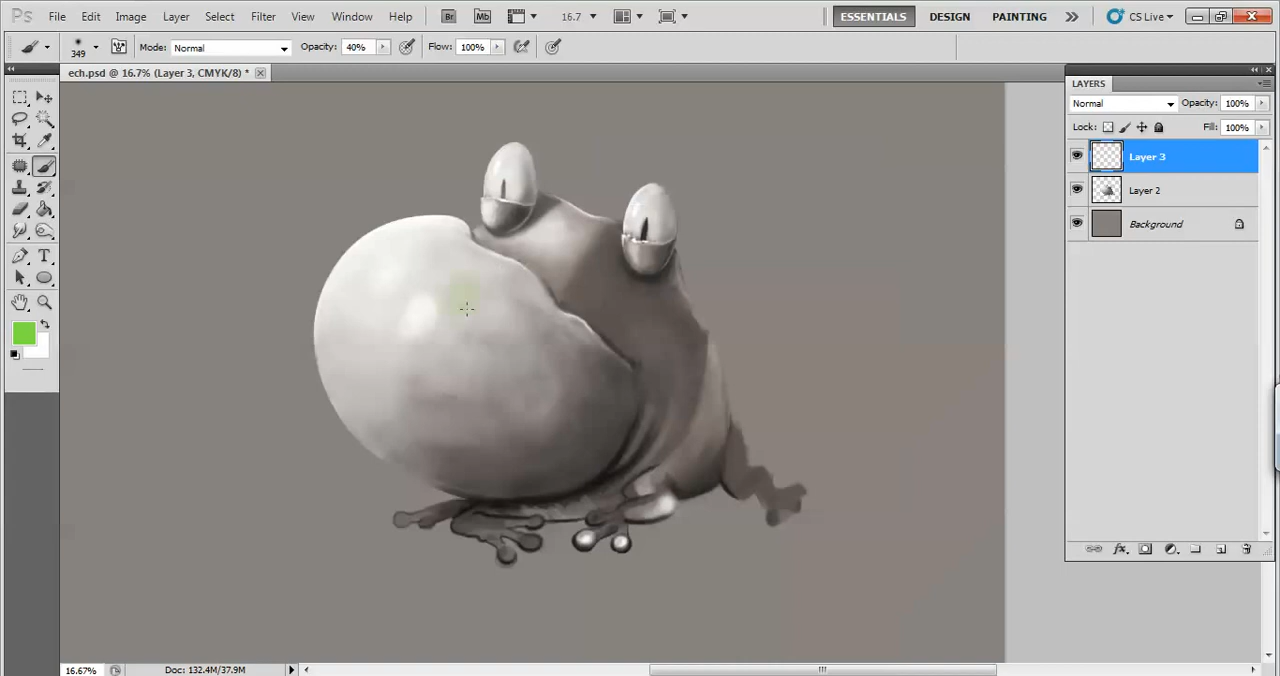 Ps File Edit Image Layer Select Filter View Window Help Br Mb 16.7 ESSENTIALS DESIGN PAINTING CS Live
349 Mode: Normal Opacity: 40% Flow: 100%
ech.psd @ 16.7% (Layer 3, CMYK/8) *
LAYERS
Normal Opacity: 100%
Lock: Fill: 100%
Layer 3
Layer 2
Background
16.67% Doc: 132.4M/37.9M